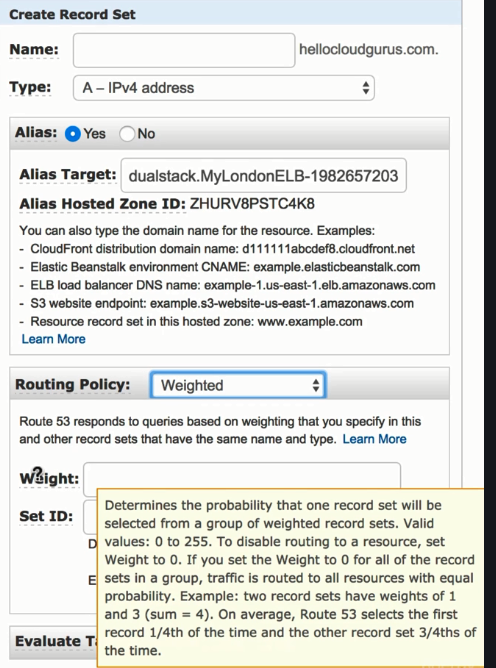 Create Record Set
Name: hellocloudgurus.com.
Type: A – IPv4 address
Alias: Yes No
Alias Target: dualstack.MyLondonELB-1982657203
Alias Hosted Zone ID: ZHURV8PSTC4K8
You can also type the domain name for the resource. Examples:
- CloudFront distribution domain name: d111111abcdef8.cloudfront.net
- Elastic Beanstalk environment CNAME: example.elasticbeanstalk.com
- ELB load balancer DNS name: example-1.us-east-1.elb.amazonaws.com
- S3 website endpoint: example.s3-website-us-east-1.amazonaws.com
- Resource record set in this hosted zone: www.example.com
Learn More
Routing Policy: Weighted
Route 53 responds to queries based on weighting that you specify in this
and other record sets that have the same name and type. Learn More
Weight:
Set ID:
D
E
Evaluate Ta
Determines the probability that one record set will be
selected from a group of weighted record sets. Valid
values: 0 to 255. To disable routing to a resource, set
Weight to 0. If you set the Weight to 0 for all of the record
sets in a group, traffic is routed to all resources with equal
probability. Example: two record sets have weights of 1
and 3 (sum = 4). On average, Route 53 selects the first
record 1/4th of the time and the other record set 3/4ths of
the time.